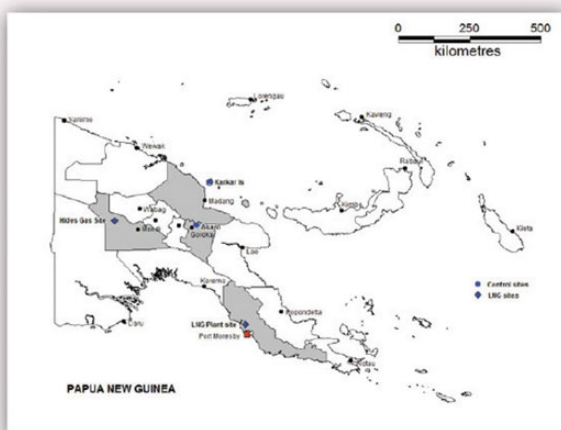 0 250 500
kilometres
Lorengau
Vanimo
Kavieng
Wewak
Rabaul
Karkar Is
Madang
Kimbe
Wabag
Hides Gas Site
Mendi
Goroka
Kieta
Lae
Control sites
LNG sites
Kerema
Popondetta
Daru
LNG Plant site
Port Moresby
Alotau
PAPUA NEW GUINEA